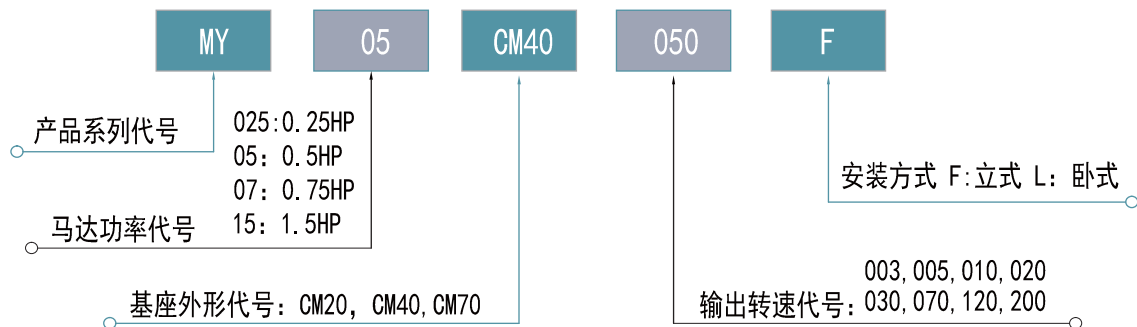 MY 05 CM40 050 F
产品系列代号
025:0.25HP
05: 0.5HP
07: 0.75HP
15: 1.5HP
马达功率代号
基座外形代号: CM20, CM40,CM70
安装方式 F:立式 L: 卧式
输出转速代号:
003,005,010,020
030,070,120,200